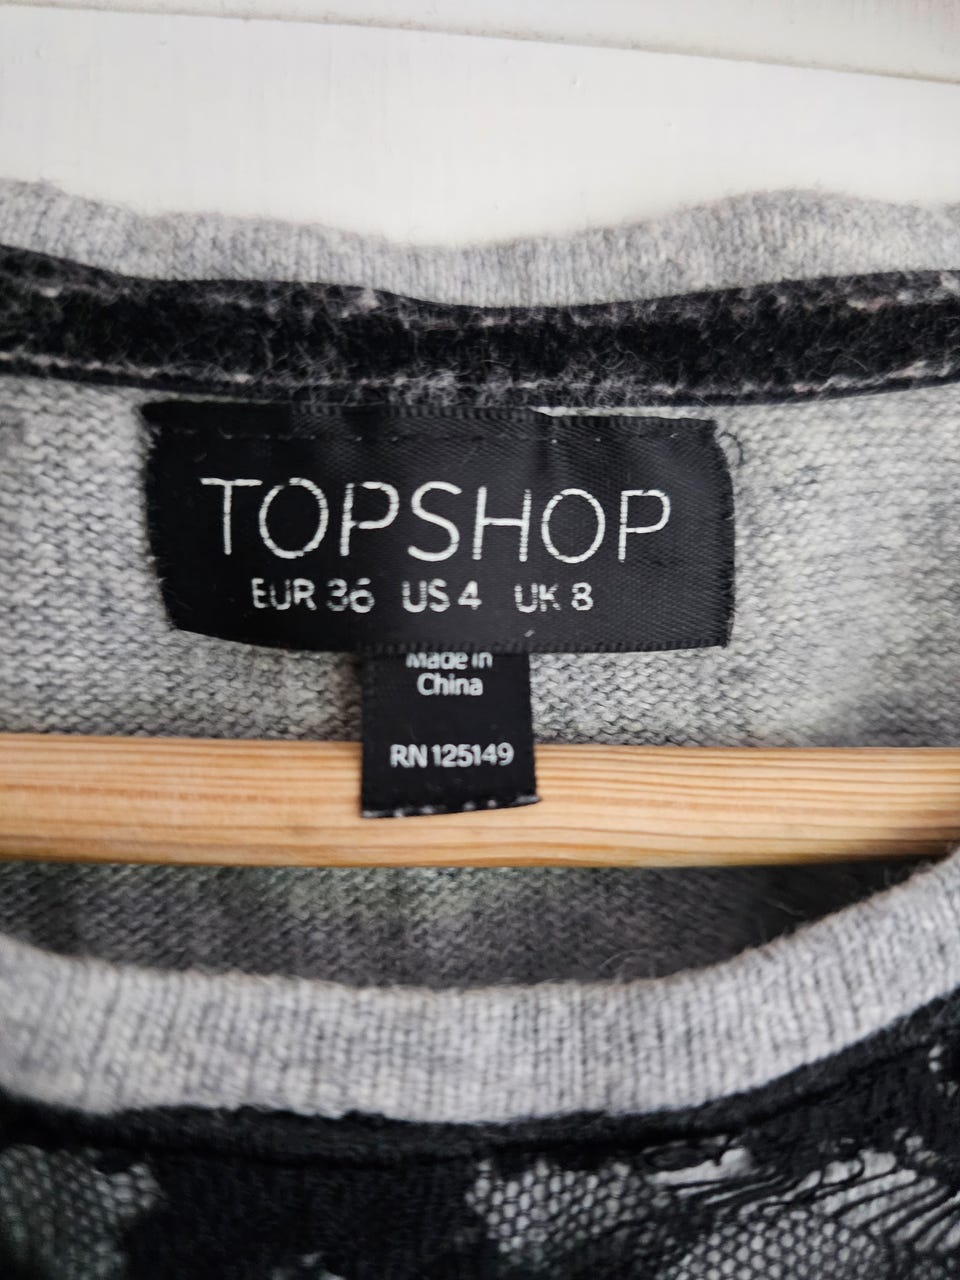 TOPSHOP
EUR 36 US 4 UK 8
Made in
China
RN 125149